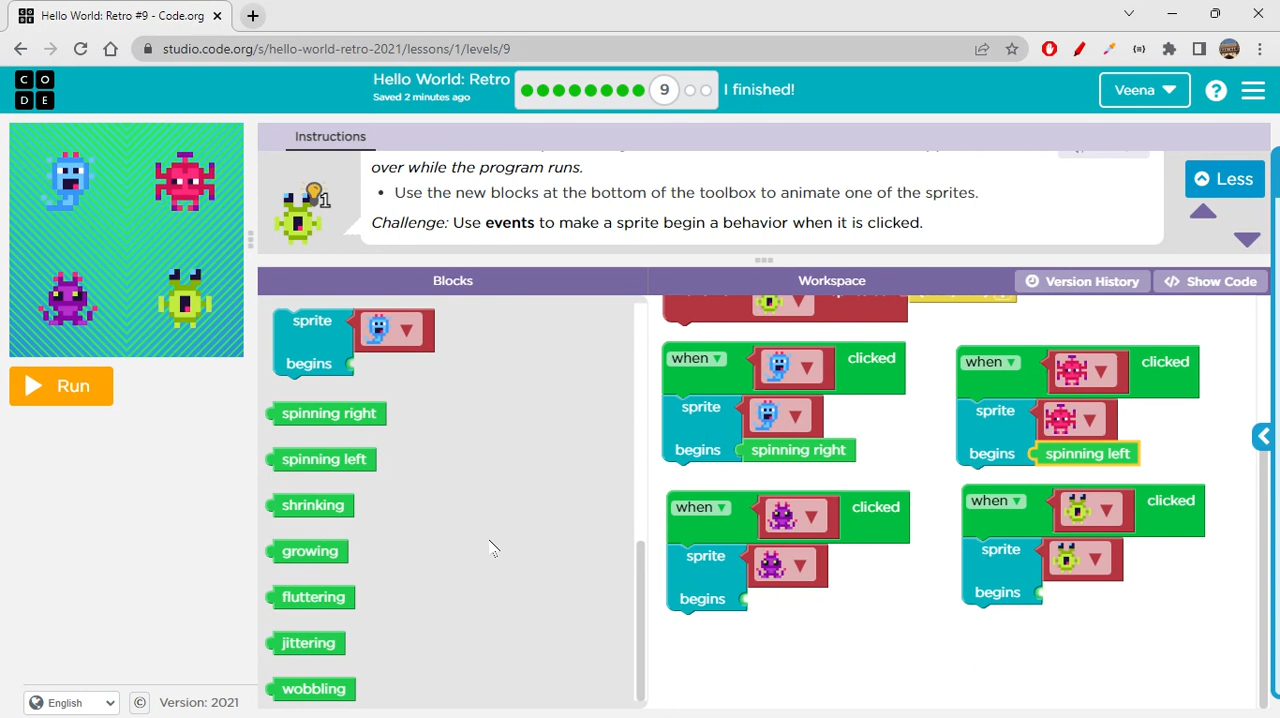 Hello World: Retro #9 - Code.org
studio.code.org/s/hello-world-retro-2021/lessons/1/levels/9
C O
D E
Hello World: Retro
Saved 2 minutes ago
9
I finished!
Veena
?
Instructions
over while the program runs.
• Use the new blocks at the bottom of the toolbox to animate one of the sprites.
Challenge: Use events to make a sprite begin a behavior when it is clicked.
1
Less
Blocks
Workspace
Version History
Show Code
Run
sprite
begins
spinning right
spinning left
shrinking
growing
fluttering
jittering
wobbling
when clicked
sprite
begins spinning right
when clicked
sprite
begins spinning left
when clicked
sprite
begins
when clicked
sprite
begins
English
© Version: 2021